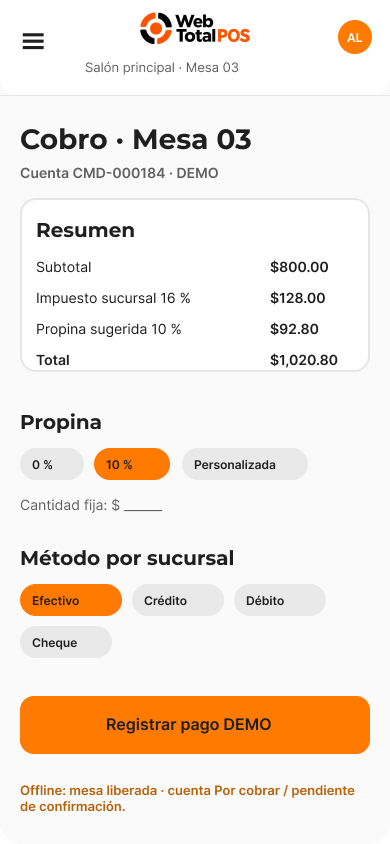 Web
TotalPOS
AL
Salón principal · Mesa 03
Cobro · Mesa 03
Cuenta CMD-000184 · DEMO
Resumen
Subtotal $800.00
Impuesto sucursal 16 % $128.00
Propina sugerida 10 % $92.80
Total $1,020.80
Propina
0 % 10 % Personalizada
Cantidad fija: $ ______
Método por sucursal
Efectivo Crédito Débito
Cheque
Registrar pago DEMO
Offline: mesa liberada · cuenta Por cobrar / pendiente
de confirmación.